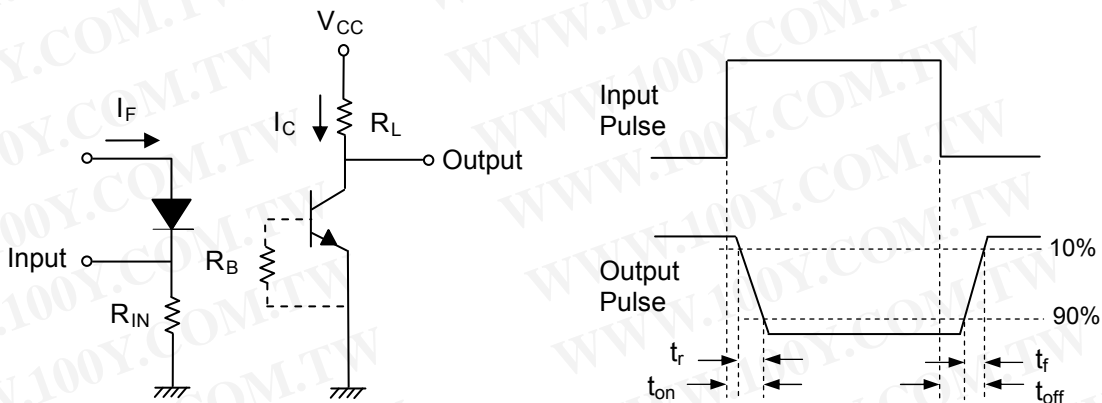 V_CC
I_F
I_C
R_L
Output
Input
R_B
R_IN
Input
Pulse
Output
Pulse
10%
90%
t_r
t_f
t_on
t_off
WWW.100Y.COM.TW